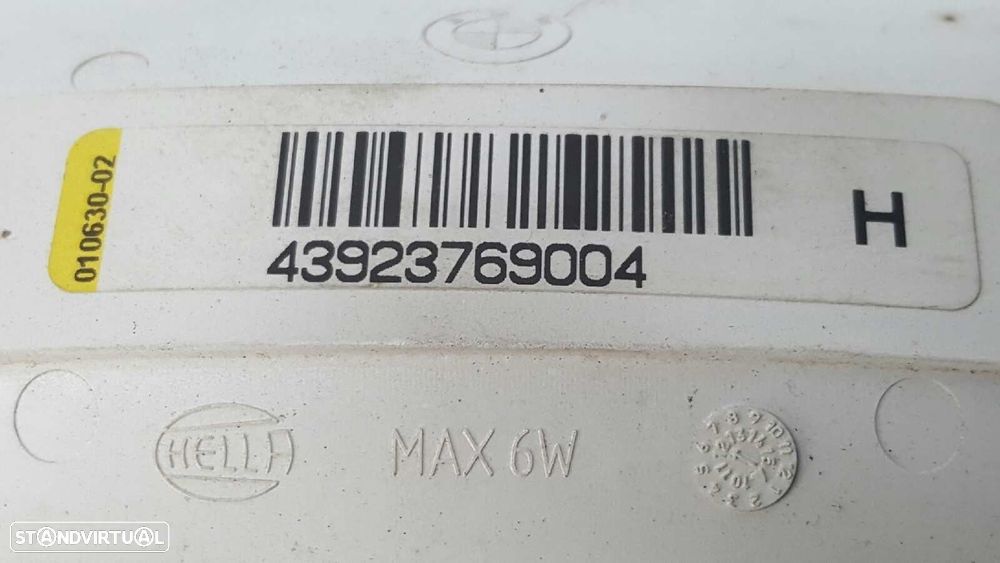 010630-02
43923769004
H
HELLA
MAX 6W
STANDVIRTUAL